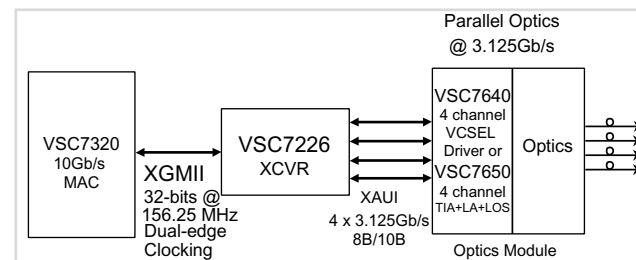 Parallel Optics
@ 3.125Gb/s
VSC7320
10Gb/s
MAC
XGMII
32-bits @
156.25 MHz
Dual-edge
Clocking
VSC7226
XCVR
XAUI
4 x 3.125Gb/s
8B/10B
VSC7640
4 channel
VCSEL
Driver or
VSC7650
4 channel
TIA+LA+LOS
Optics
Optics Module